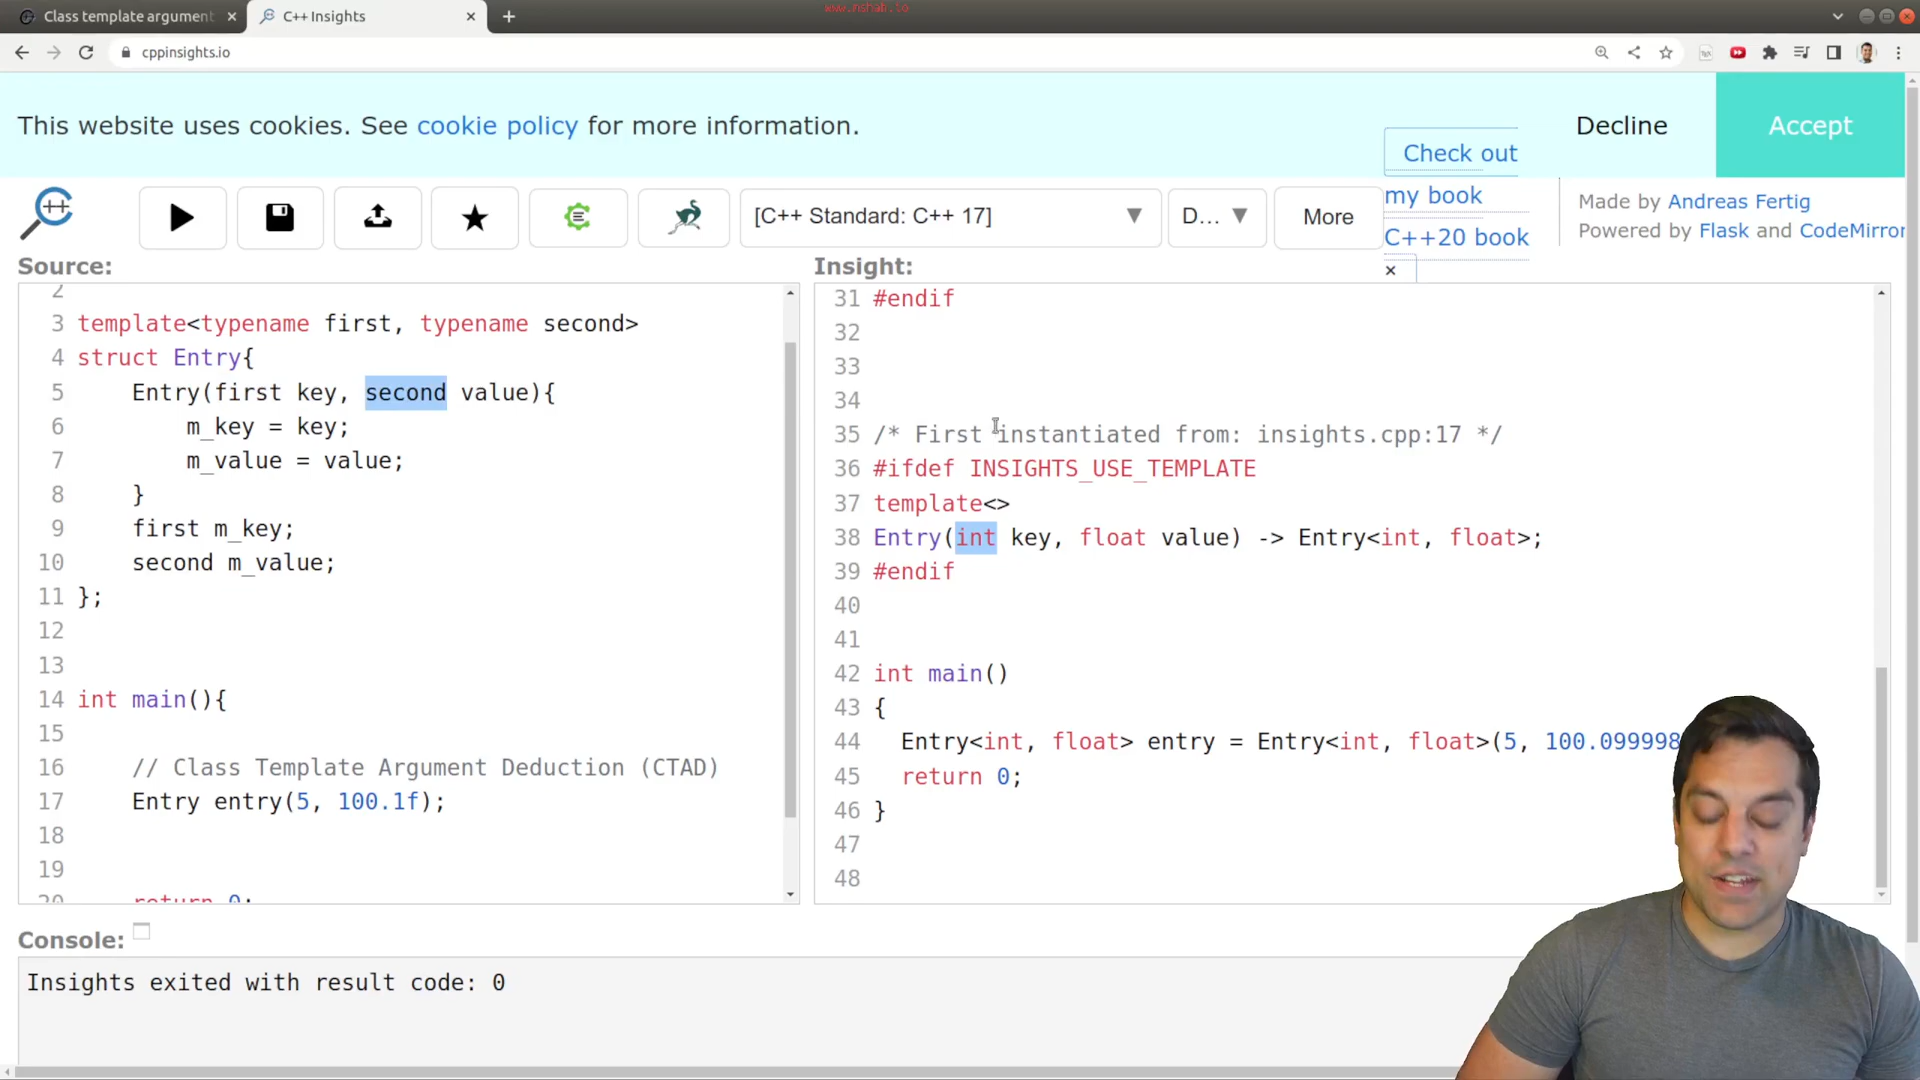 Class template argument
C++ Insights
www.rrshab.to
cppinsights.io
This website uses cookies. See cookie policy for more information.
Decline
Accept
Check out
my book
C++20 book
[C++ Standard: C++ 17]
D...
More
Made by Andreas Fertig
Powered by Flask and CodeMirror
Source:
2
3 template<typename first, typename second>
4 struct Entry{
5 Entry(first key, second value){
6 m_key = key;
7 m_value = value;
8 }
9 first m_key;
10 second m_value;
11 };
12
13
14 int main(){
15
16 // Class Template Argument Deduction (CTAD)
17 Entry entry(5, 100.1f);
18
19
20 return 0;
Insight:
31 #endif
32
33
34
35 /* First instantiated from: insights.cpp:17 */
36 #ifdef INSIGHTS_USE_TEMPLATE
37 template<>
38 Entry(int key, float value) -> Entry<int, float>;
39 #endif
40
41
42 int main()
43 {
44 Entry<int, float> entry = Entry<int, float>(5, 100.099998
45 return 0;
46 }
47
48
Console:
Insights exited with result code: 0